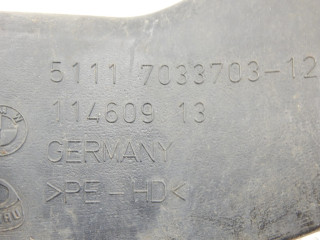 5111 7033703-12
114609 13
GERMANY
>PE-HD<